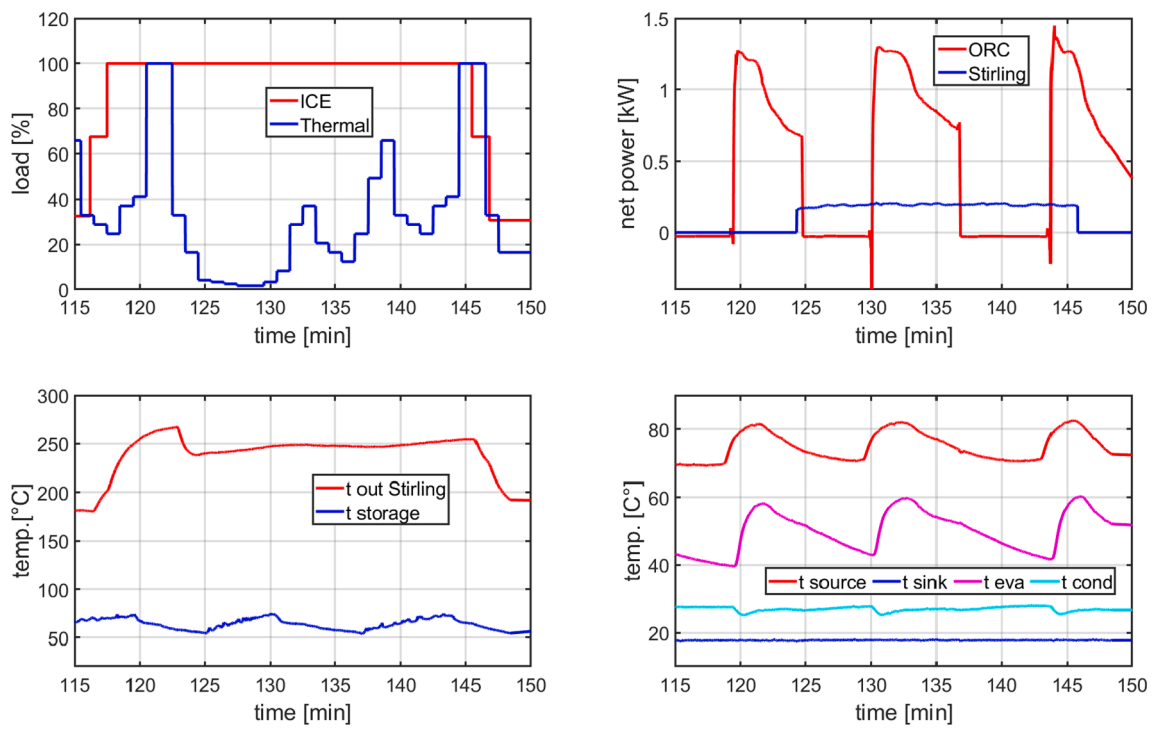 120
100
80
60
40
20
0
load [%]
ICE
Thermal
115 120 125 130 135 140 145 150
time [min]
1.5
1
0.5
0
net power [kW]
ORC
Stirling
115 120 125 130 135 140 145 150
time [min]
300
250
200
150
100
50
temp.[°C]
t out Stirling
t storage
115 120 125 130 135 140 145 150
time [min]
80
60
40
20
temp. [C°]
t source t sink t eva t cond
115 120 125 130 135 140 145 150
time [min]